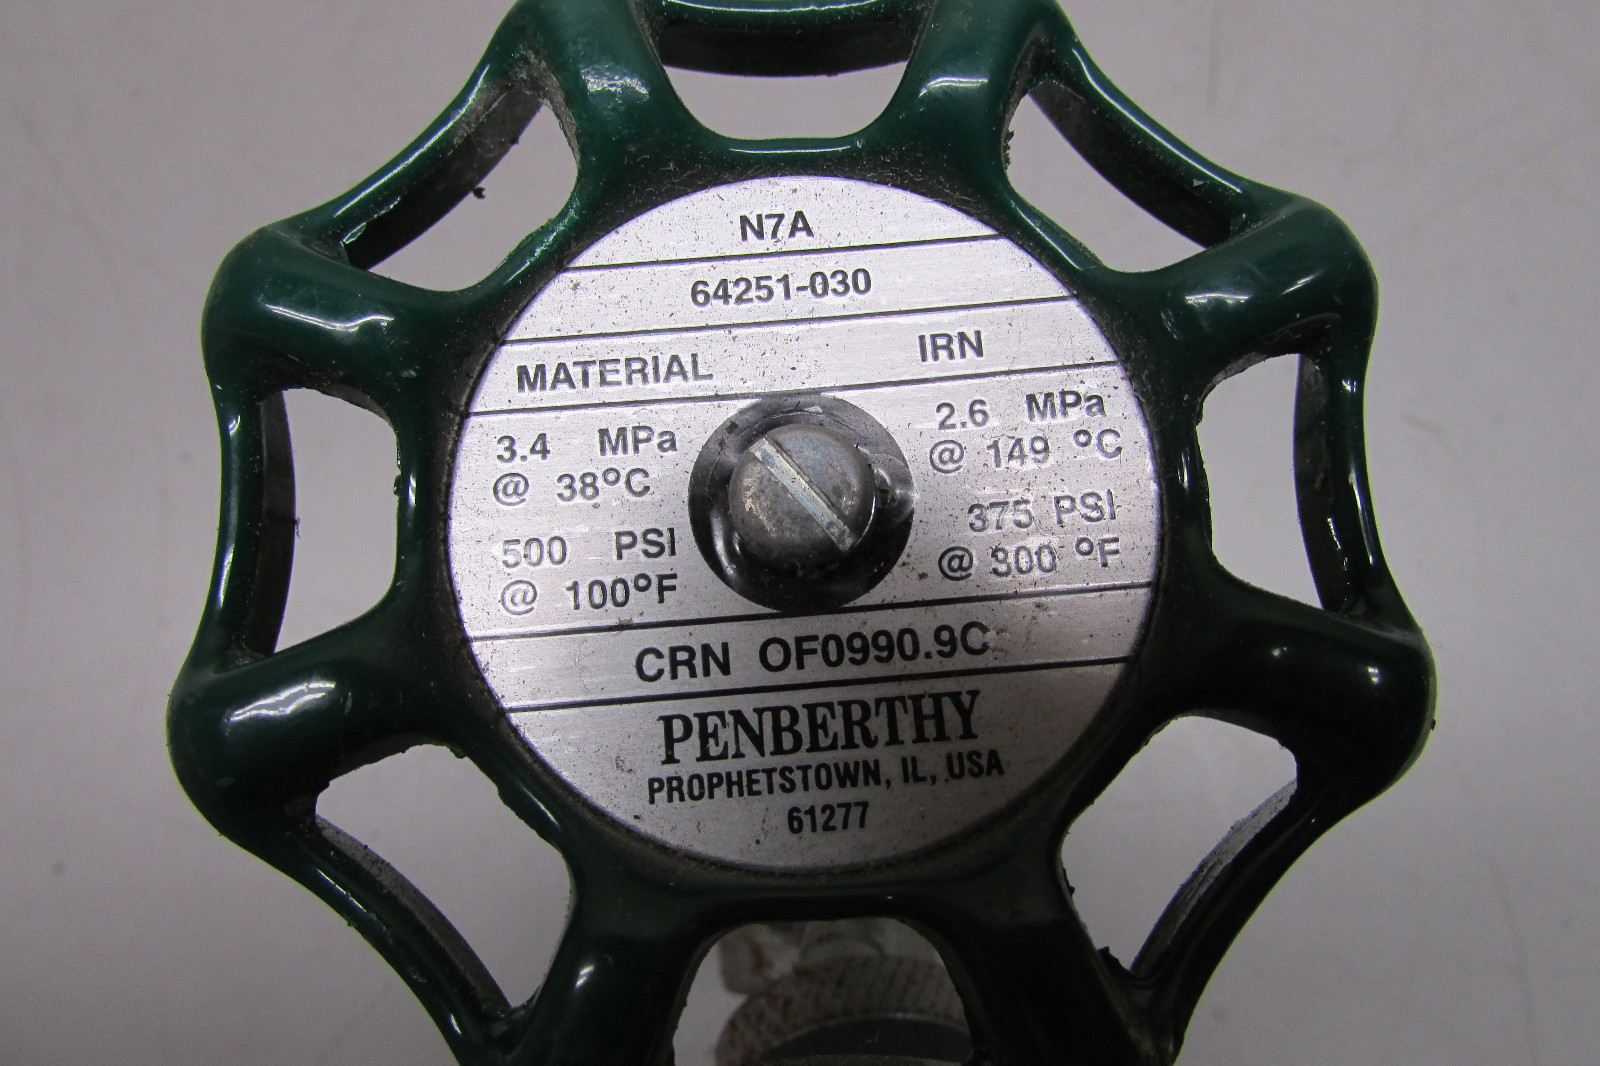 N7A
64251-030
MATERIAL IRN
3.4 MPa
@ 38°C
500 PSI
@ 100°F
2.6 MPa
@ 149 °C
375 PSI
@ 300 °F
CRN OF0990.9C
PENBERTHY
PROPHETSTOWN, IL, USA
61277